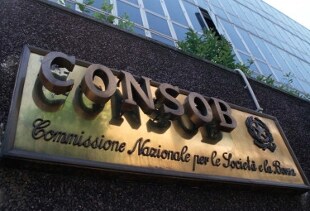 CONSOB
Commissione Nazionale per le Società e la Borsa